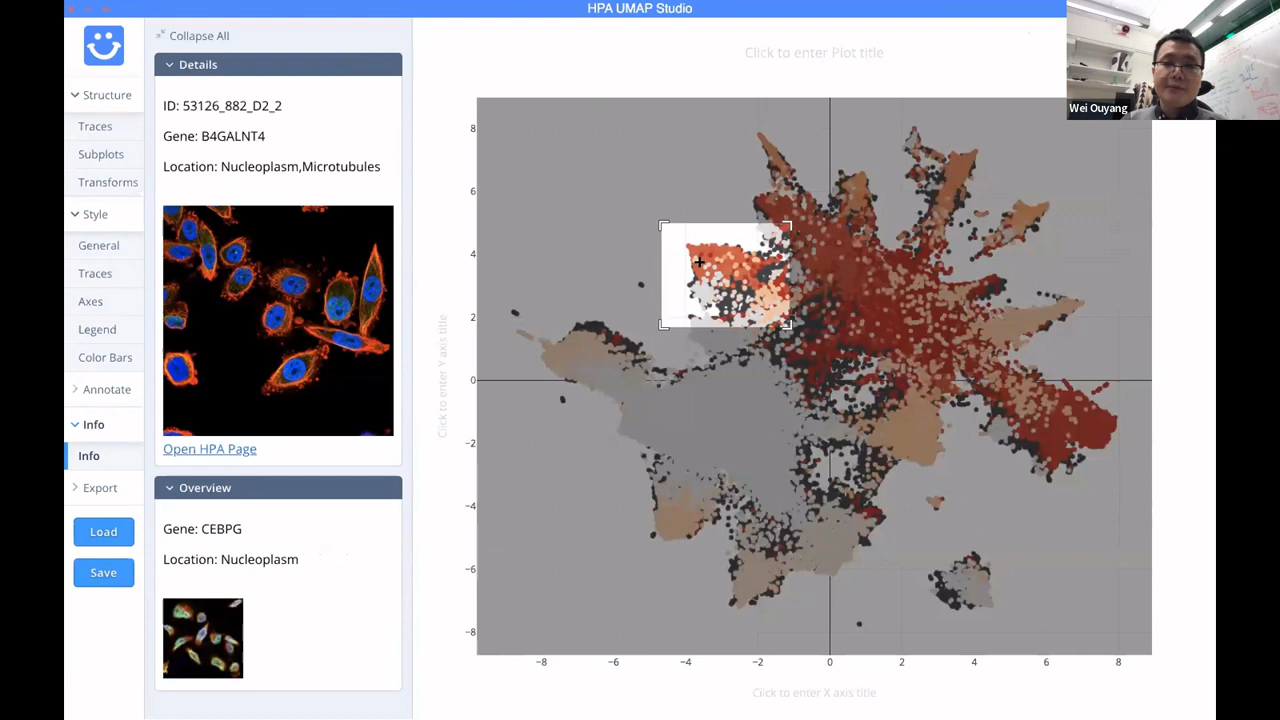 HPA UMAP Studio
Wei Ouyang
Structure
Traces
Subplots
Transforms
Style
General
Traces
Axes
Legend
Color Bars
Annotate
Info
Info
Export
Load
Save
Collapse All
Details
ID: 53126_882_D2_2
Gene: B4GALNT4
Location: Nucleoplasm,Microtubules
Open HPA Page
Overview
Gene: CEBPG
Location: Nucleoplasm
Click to enter Plot title
Click to enter Y axis title
8
6
4
2
0
−2
−4
−6
−8
−8
−6
−4
−2
0
2
4
6
8
Click to enter X axis title